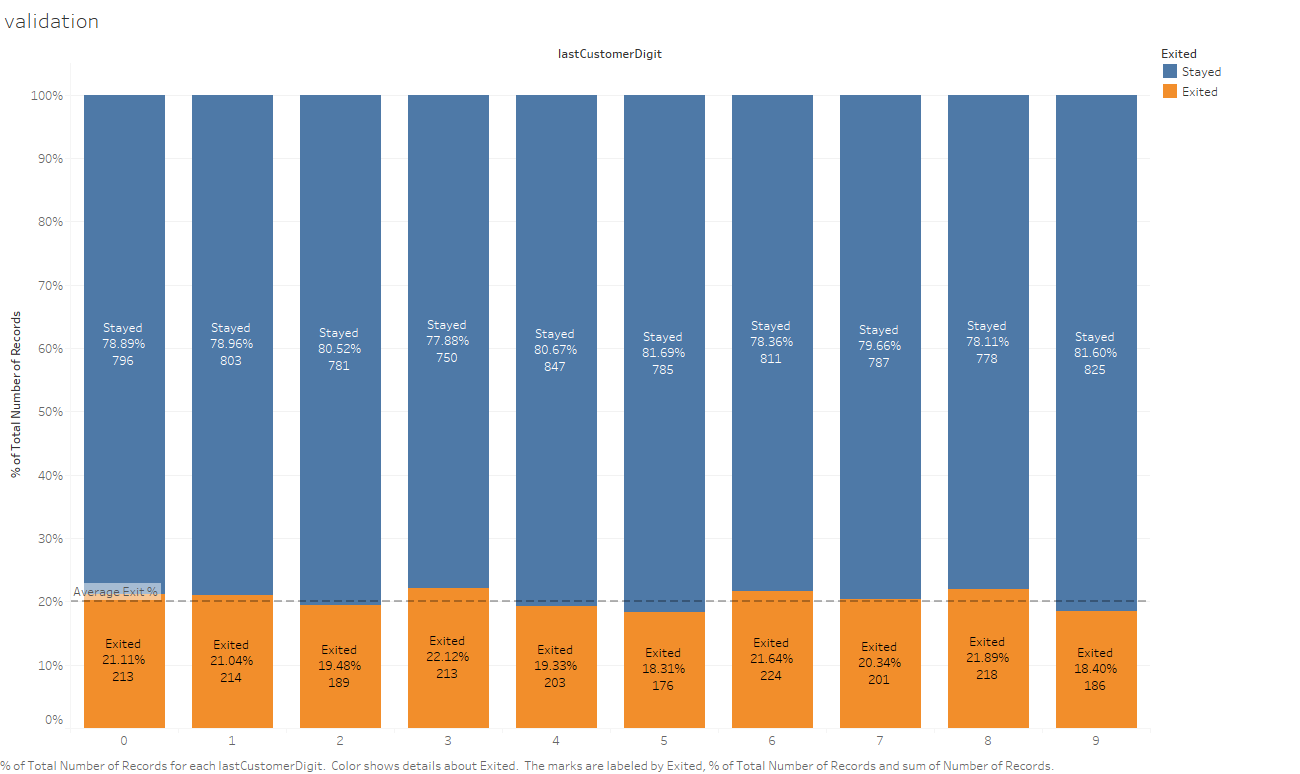 validation
lastCustomerDigit
Exited
Stayed
Exited
% of Total Number of Records
100%
90%
80%
70%
60%
50%
40%
30%
20%
10%
0%
Average Exit %
Stayed
78.89%
796
Stayed
78.96%
803
Stayed
80.52%
781
Stayed
77.88%
750
Stayed
80.67%
847
Stayed
81.69%
785
Stayed
78.36%
811
Stayed
79.66%
787
Stayed
78.11%
778
Stayed
81.60%
825
Exited
21.11%
213
Exited
21.04%
214
Exited
19.48%
189
Exited
22.12%
213
Exited
19.33%
203
Exited
18.31%
176
Exited
21.64%
224
Exited
20.34%
201
Exited
21.89%
218
Exited
18.40%
186
0 1 2 3 4 5 6 7 8 9
% of Total Number of Records for each lastCustomerDigit.  Color shows details about Exited.  The marks are labeled by Exited, % of Total Number of Records and sum of Number of Records.